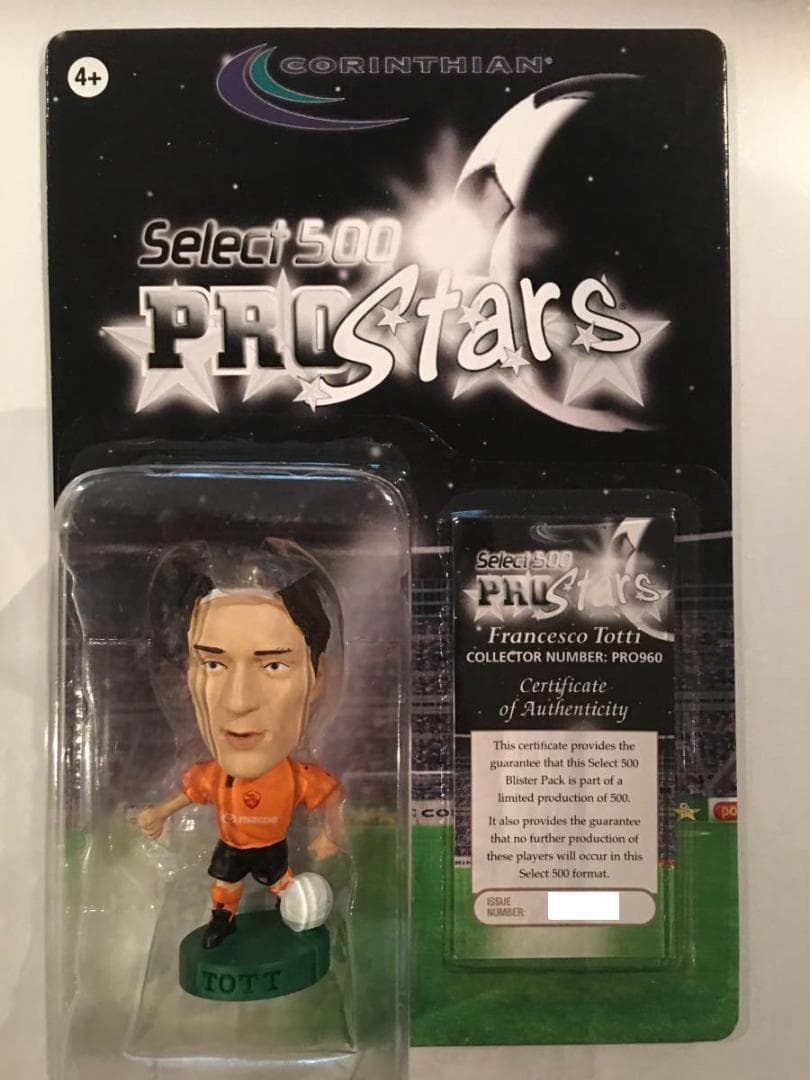 4+
CORINTHIAN
Select 500
PROStars
Select 500
PROStars
Francesco Totti
COLLECTOR NUMBER: PRO960
Certificate
of Authenticity
This certificate provides the
guarantee that this Select 500
Blister Pack is part of a
limited production of 500.
It also provides the guarantee
that no further production of
these players will occur in this
Select 500 format.
ISSUE
NUMBER:
mazda
TOTT